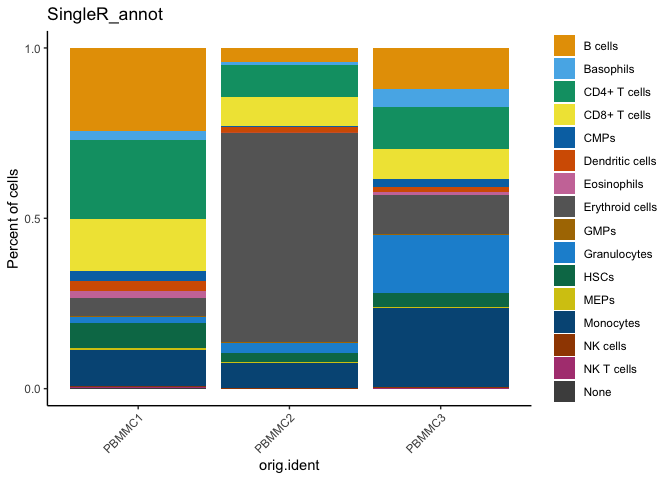 SingleR_annot
Percent of cells
1.0
0.5
0.0
PBMMC1
PBMMC2
PBMMC3
orig.ident
B cells
Basophils
CD4+ T cells
CD8+ T cells
CMPs
Dendritic cells
Eosinophils
Erythroid cells
GMPs
Granulocytes
HSCs
MEPs
Monocytes
NK cells
NK T cells
None